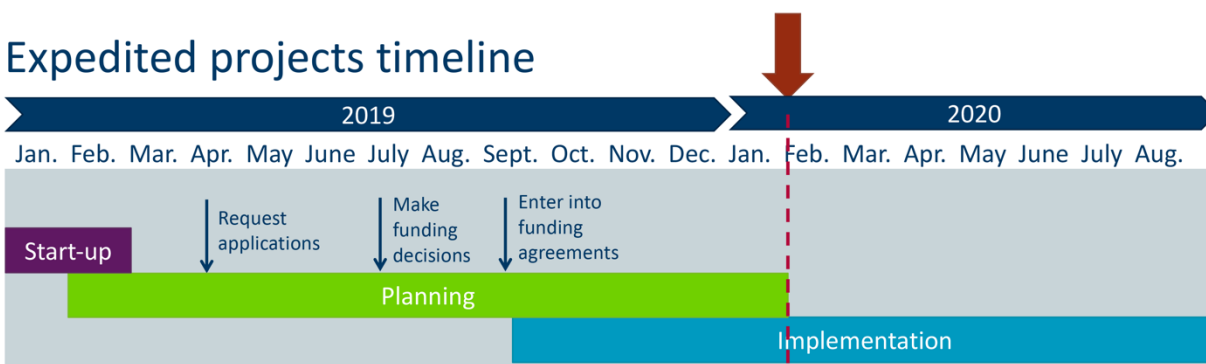 Expedited projects timeline
2019 2020
Jan. Feb. Mar. Apr. May June July Aug. Sept. Oct. Nov. Dec. Jan. Feb. Mar. Apr. May June July Aug.
Request
applications
Make
funding
decisions
Enter into
funding
agreements
Start-up
Planning
Implementation